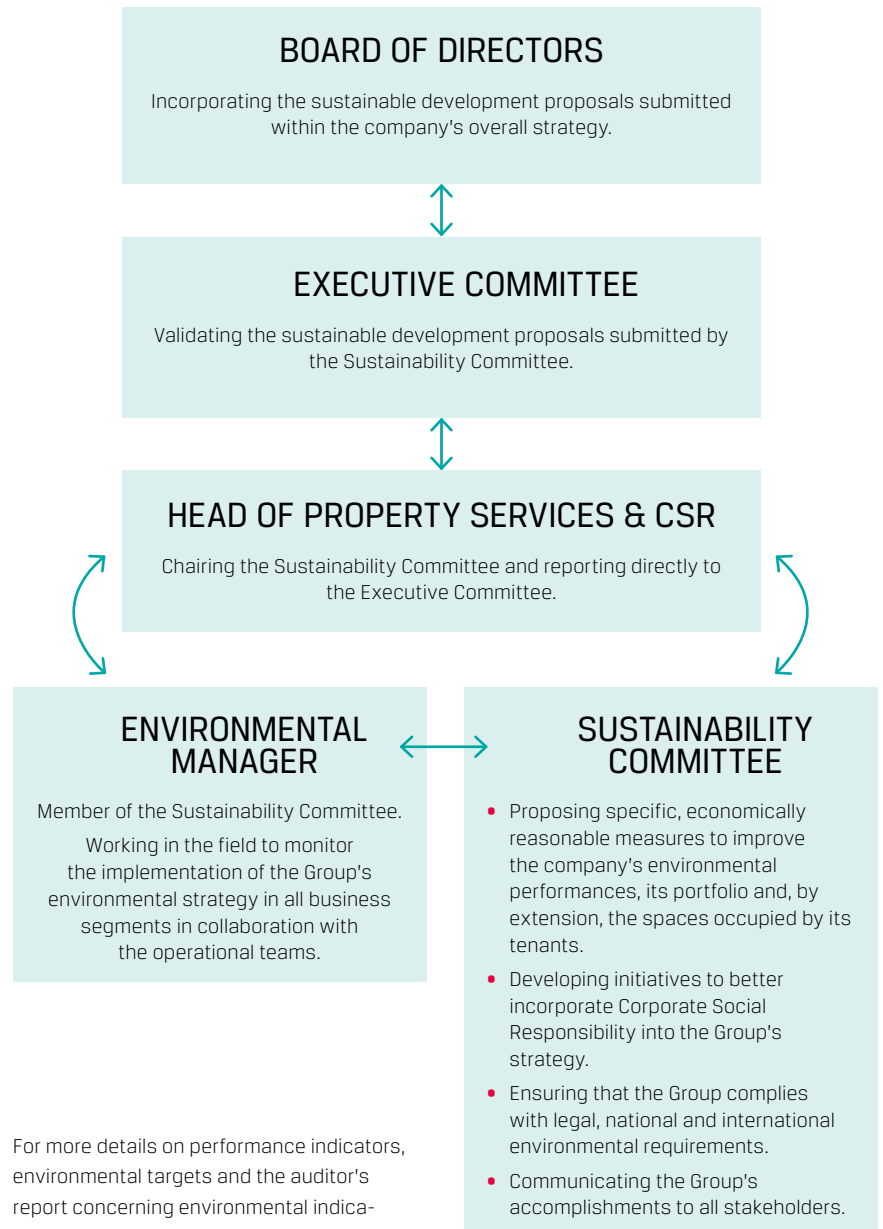 BOARD OF DIRECTORS
Incorporating the sustainable development proposals submitted
within the company's overall strategy.
EXECUTIVE COMMITTEE
Validating the sustainable development proposals submitted by
the Sustainability Committee.
HEAD OF PROPERTY SERVICES & CSR
Chairing the Sustainability Committee and reporting directly to
the Executive Committee.
ENVIRONMENTAL
MANAGER
Member of the Sustainability Committee.
Working in the field to monitor
the implementation of the Group's
environmental strategy in all business
segments in collaboration with
the operational teams.
SUSTAINABILITY
COMMITTEE
• Proposing specific, economically
reasonable measures to improve
the company's environmental
performances, its portfolio and, by
extension, the spaces occupied by its
tenants.
• Developing initiatives to better
incorporate Corporate Social
Responsibility into the Group's
strategy.
• Ensuring that the Group complies
with legal, national and international
environmental requirements.
• Communicating the Group's
accomplishments to all stakeholders.
For more details on performance indicators,
environmental targets and the auditor's
report concerning environmental indica-